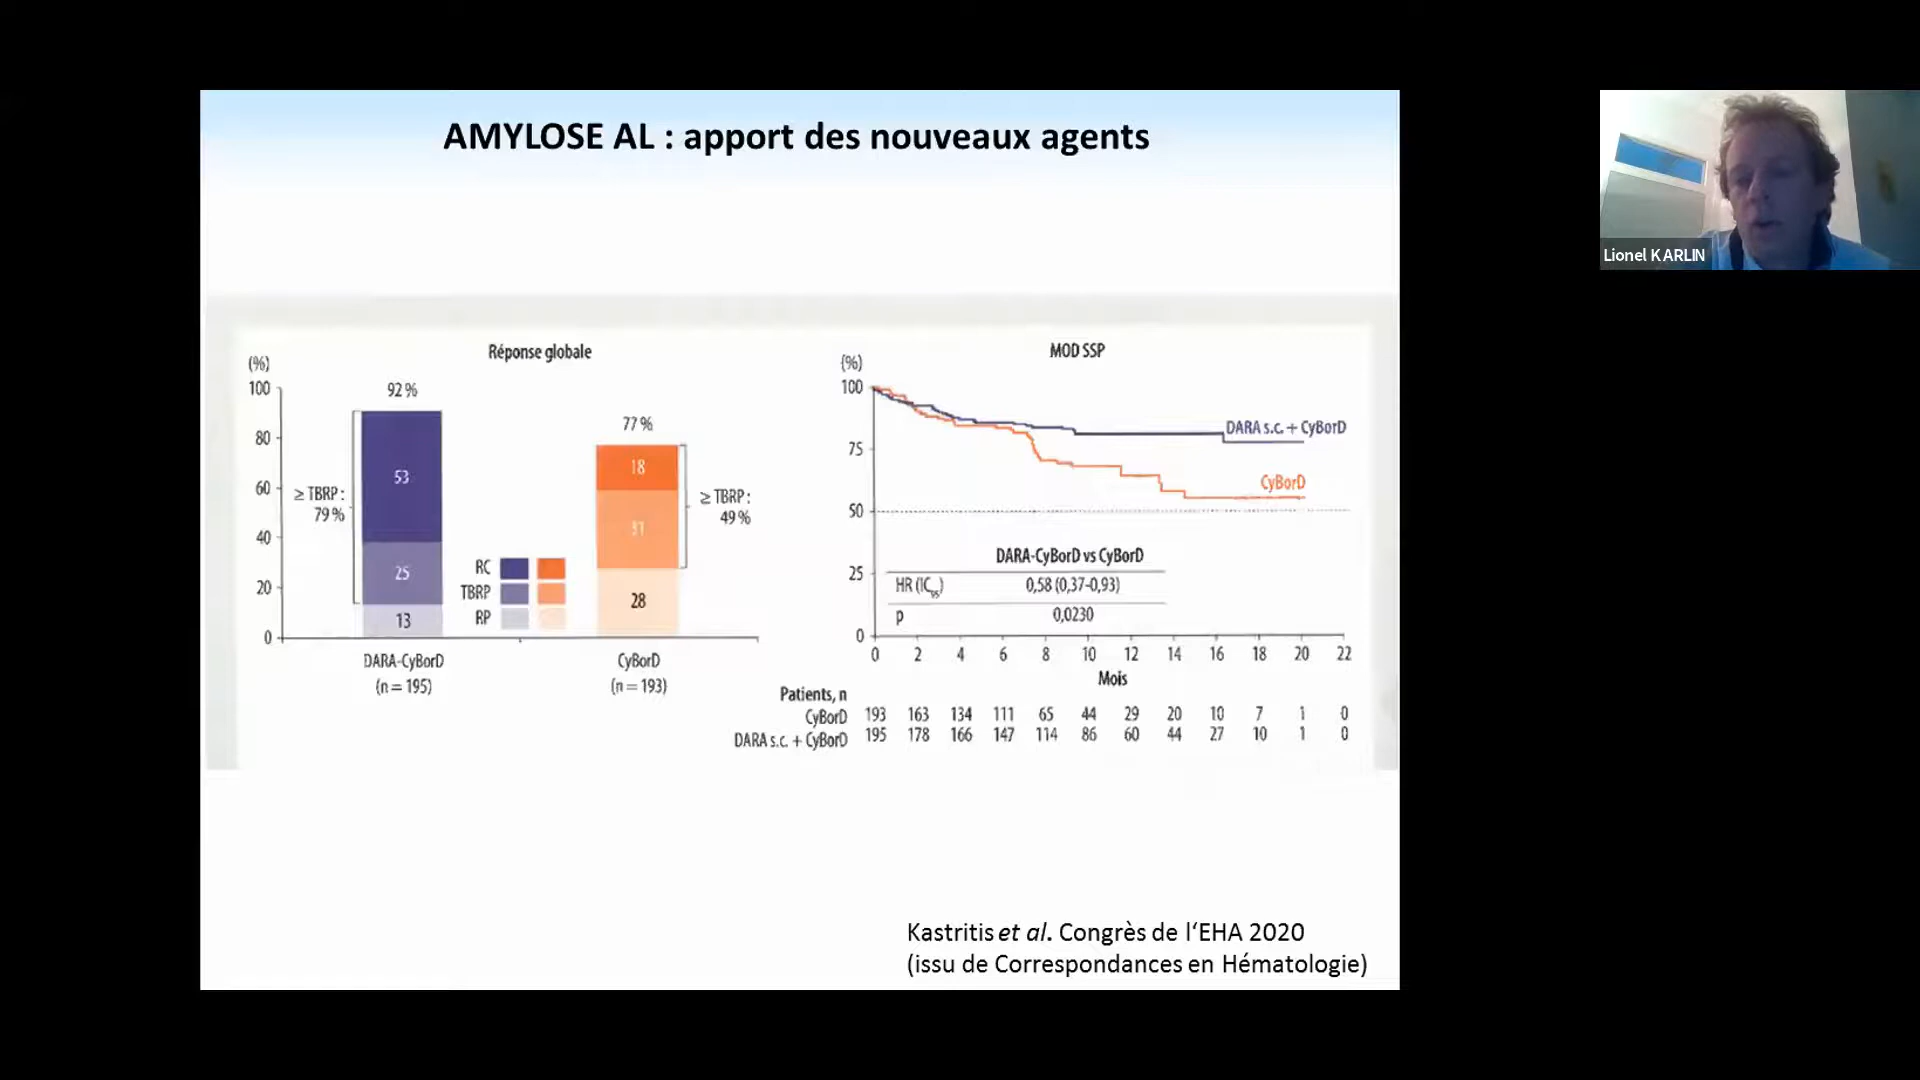 AMYLOSE AL : apport des nouveaux agents
Lionel KARLIN
Réponse globale
(%)
100
80
60
40
20
0
92 %
77 %
≥ TBRP :
79 %
53
25
13
18
31
28
≥ TBRP :
49 %
RC
TBRP
RP
DARA-CyBorD
(n = 195)
CyBorD
(n = 193)
MOD SSP
(%)
100
75
50
25
0
DARA s.c. + CyBorD
CyBorD
DARA-CyBorD vs CyBorD
HR (IC95) 0,58 (0,37-0,93)
p 0,0230
0 2 4 6 8 10 12 14 16 18 20 22
Mois
Patients, n
CyBorD 193 163 134 111 65 44 29 20 10 7 1 0
DARA s.c. + CyBorD 195 178 166 147 114 86 60 44 27 10 1 0
Kastritis et al. Congrès de l‘EHA 2020
(issu de Correspondances en Hématologie)